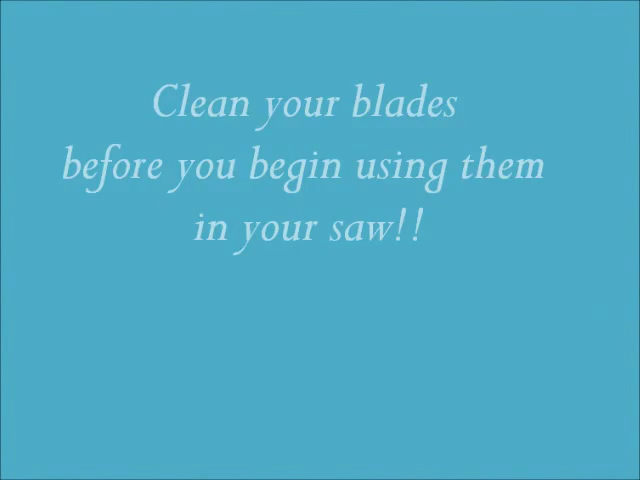 Clean your blades
before you begin using them
in your saw!!